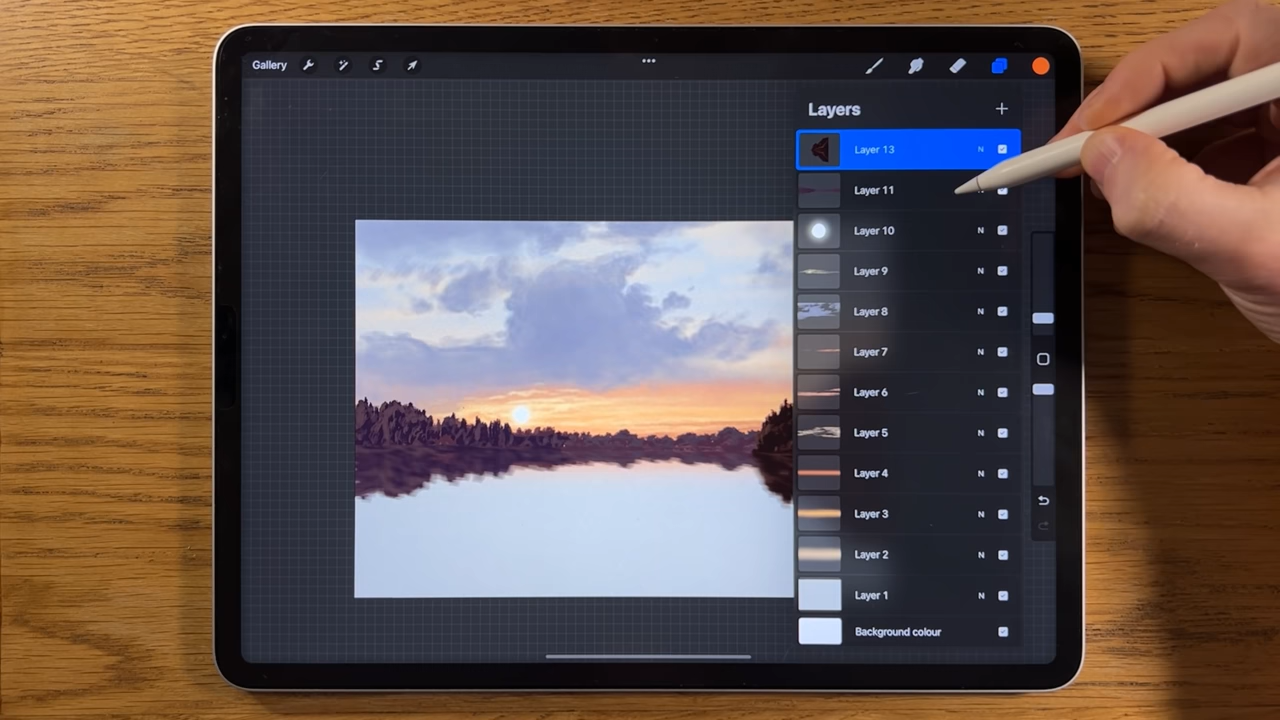 Gallery
Layers
Layer 13 N
Layer 11
Layer 10 N
Layer 9 N
Layer 8 N
Layer 7 N
Layer 6 N
Layer 5 N
Layer 4 N
Layer 3 N
Layer 2 N
Layer 1 N
Background colour